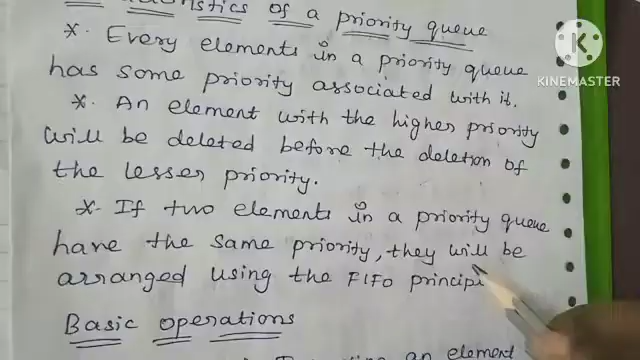 of a priority queue
*. Every elements in a priority queue
has some priority associated with it.
*. An element with the higher priority
will be deleted before the deletion of
the lesser priority.
*. If two elements in a priority queue
have the same priority, they will be
arranged using the FIFO
Basic operations
an element
KINEMASTER